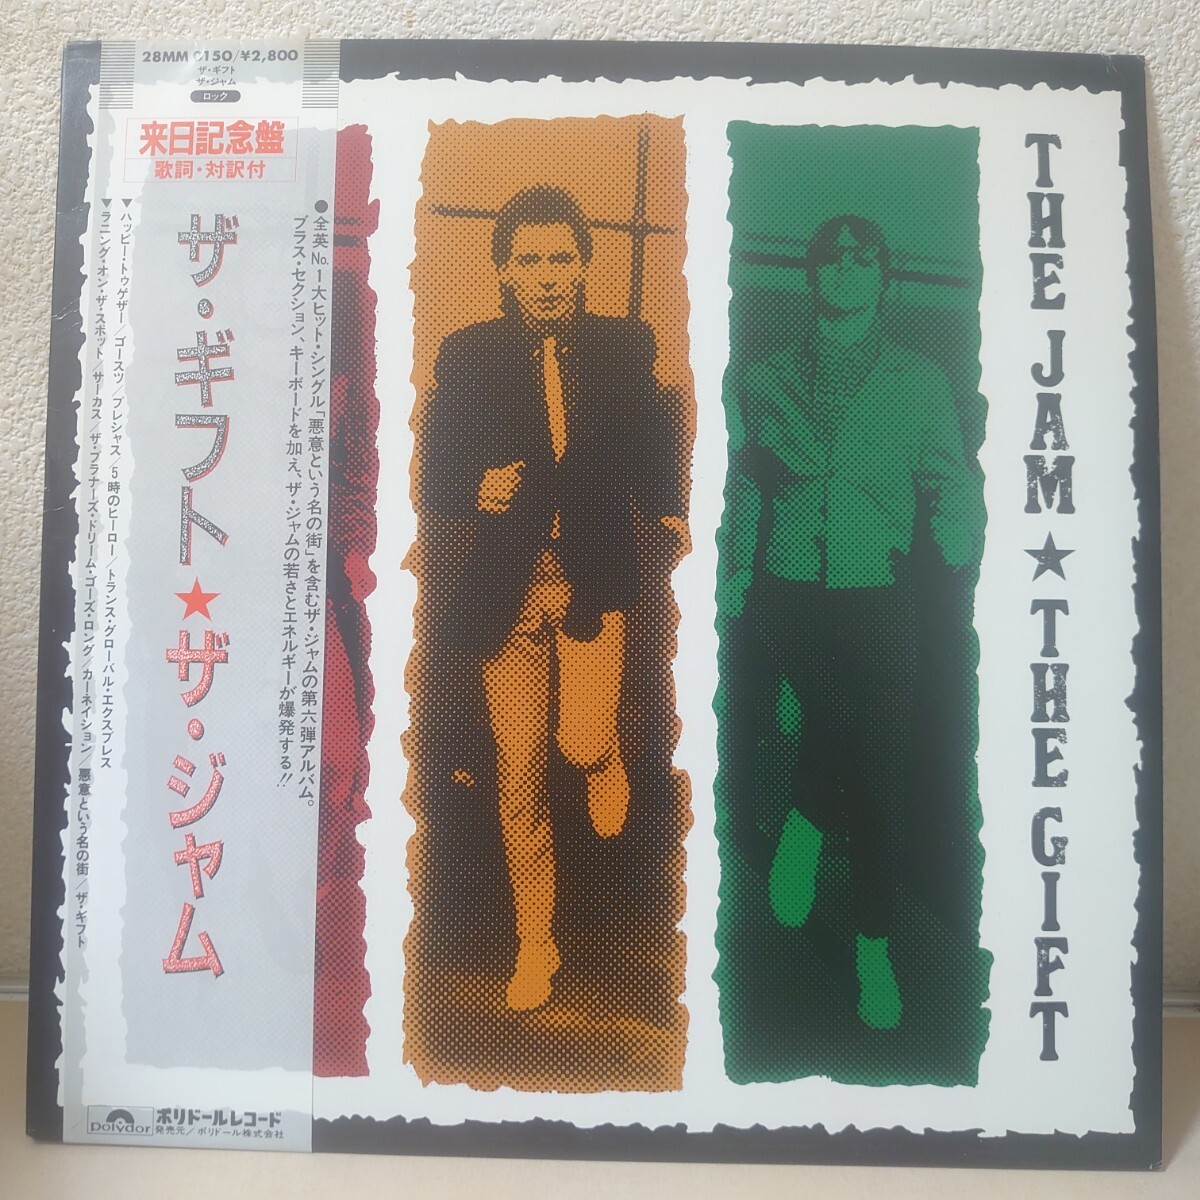 28MM 0150/¥2,800
ザ・ギフト
ザ・ジャム
ロック
来日記念盤
歌詞・対訳付
●全英No.1大ヒット・シングル「悪意という名の街」を含むザ・ジャムの第六弾アルバム。
ブラス・セクション、キーボードを加え、ザ・ジャムの若さとエネルギーが爆発する!!
ザ・ギフト★ザ・ジャム
▼ハッピー・トゥゲザー/ゴースツ/プレシャス/5時のヒーロー/トランス・グローバル・エクスプレス
▼ラニング・オン・ザ・スポット/サーカス/ザ・プラナーズ・ドリーム・ゴーズ・ロング/カーネイション/悪意という名の街/ザ・ギフト
polydor
ポリドールレコード
発売元/ポリドール株式会社
THE JAM ★ THE GIFT